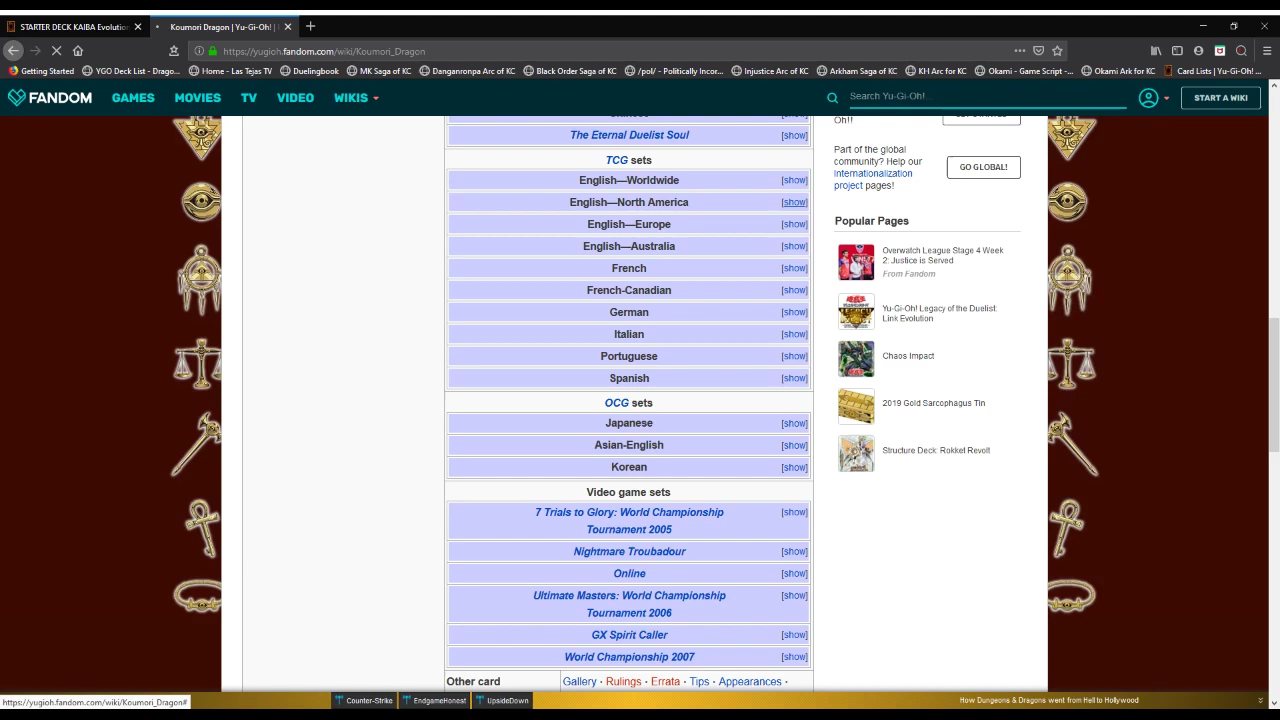 STARTER DECK KAIBA Evolution
Koumori Dragon | Yu-Gi-Oh! |
https://yugioh.fandom.com/wiki/Koumori_Dragon
Getting Started
YGO Deck List - Drago...
Home - Las Tejas TV
Duelingbook
MK Saga of KC
Danganronpa Arc of KC
Black Order Saga of KC
/pol/ - Politically Incor...
Injustice Arc of KC
Arkham Saga of KC
KH Arc for KC
Okami - Game Script -...
Okami Ark for KC
Card Lists | Yu-Gi-Oh! ...
FANDOM
GAMES
MOVIES
TV
VIDEO
WIKIS
Search Yu-Gi-Oh!...
START A WIKI
The Eternal Duelist Soul [show]
TCG sets
English—Worldwide [show]
English—North America [show]
English—Europe [show]
English—Australia [show]
French [show]
French-Canadian [show]
German [show]
Italian [show]
Portuguese [show]
Spanish [show]
OCG sets
Japanese [show]
Asian-English [show]
Korean [show]
Video game sets
7 Trials to Glory: World Championship [show]
Tournament 2005
Nightmare Troubadour [show]
Online [show]
Ultimate Masters: World Championship [show]
Tournament 2006
GX Spirit Caller [show]
World Championship 2007 [show]
Other card
Gallery · Rulings · Errata · Tips · Appearances ·
Oh!!
Part of the global
community? Help our
Internationalization
project pages!
GO GLOBAL!
Popular Pages
Overwatch League Stage 4 Week
2: Justice is Served
From Fandom
Yu-Gi-Oh! Legacy of the Duelist:
Link Evolution
Chaos Impact
2019 Gold Sarcophagus Tin
Structure Deck: Rokket Revolt
https://yugioh.fandom.com/wiki/Koumori_Dragon#
Counter-Strike
EndgameHonest
UpsideDown
How Dungeons & Dragons went from Hell to Hollywood